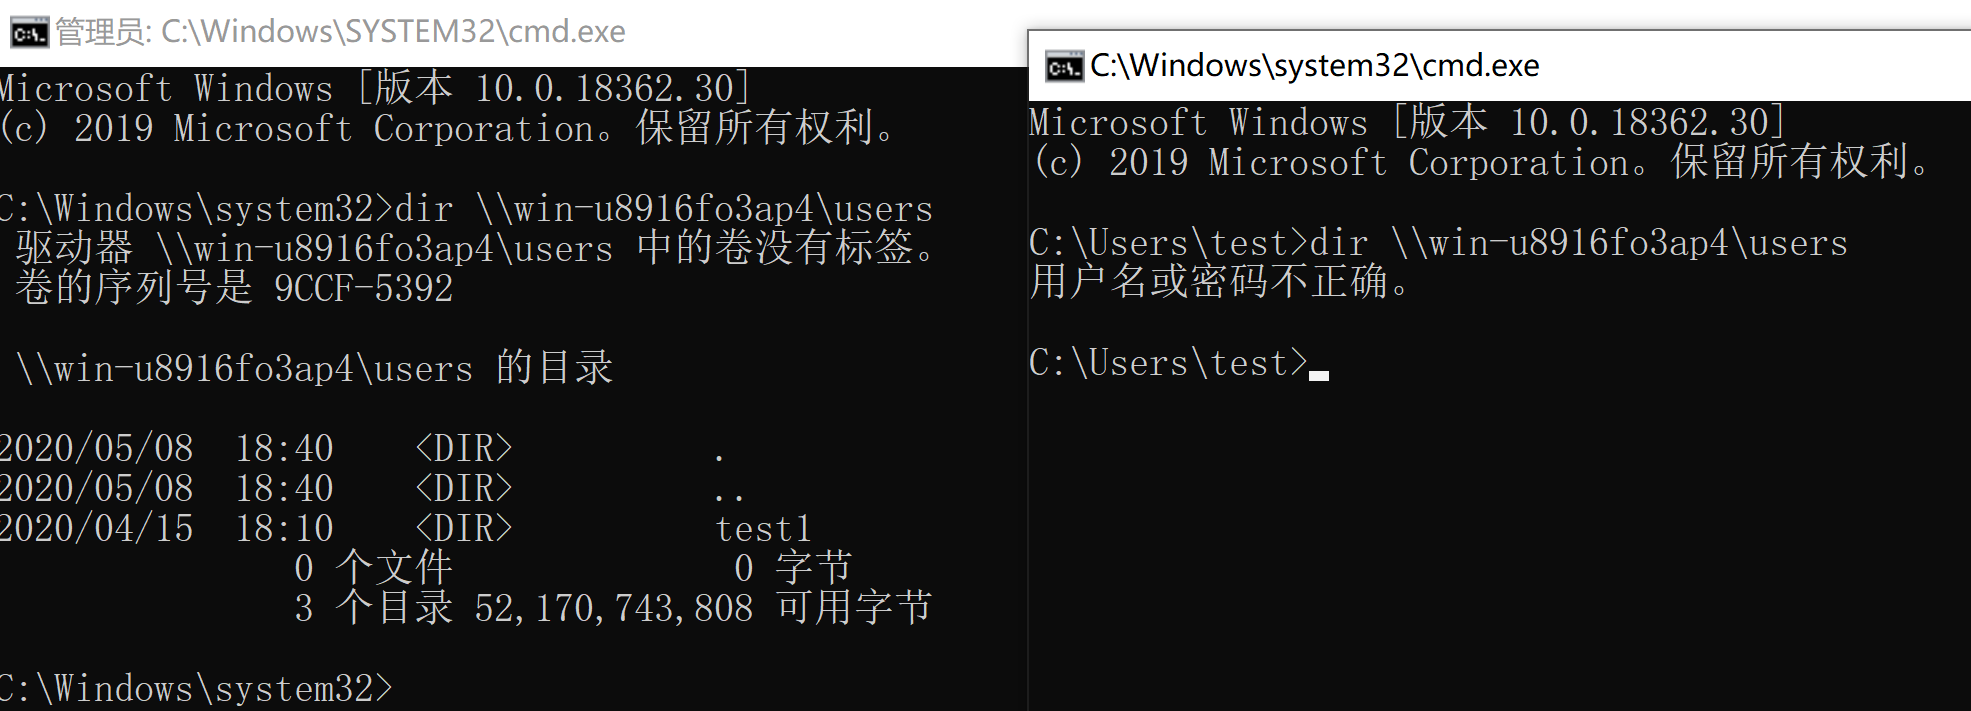 管理员: C:\Windows\SYSTEM32\cmd.exe
Microsoft Windows [版本 10.0.18362.30]
(c) 2019 Microsoft Corporation。保留所有权利。
C:\Windows\system32>dir \\win-u8916fo3ap4\users
驱动器 \\win-u8916fo3ap4\users 中的卷没有标签。
卷的序列号是 9CCF-5392
\\win-u8916fo3ap4\users 的目录
2020/05/08  18:40    <DIR>          .
2020/05/08  18:40    <DIR>          ..
2020/04/15  18:10    <DIR>          test1
0 个文件              0 字节
3 个目录 52,170,743,808 可用字节
C:\Windows\system32>
C:\Windows\system32\cmd.exe
Microsoft Windows [版本 10.0.18362.30]
(c) 2019 Microsoft Corporation。保留所有权利。
C:\Users\test>dir \\win-u8916fo3ap4\users
用户名或密码不正确。
C:\Users\test>